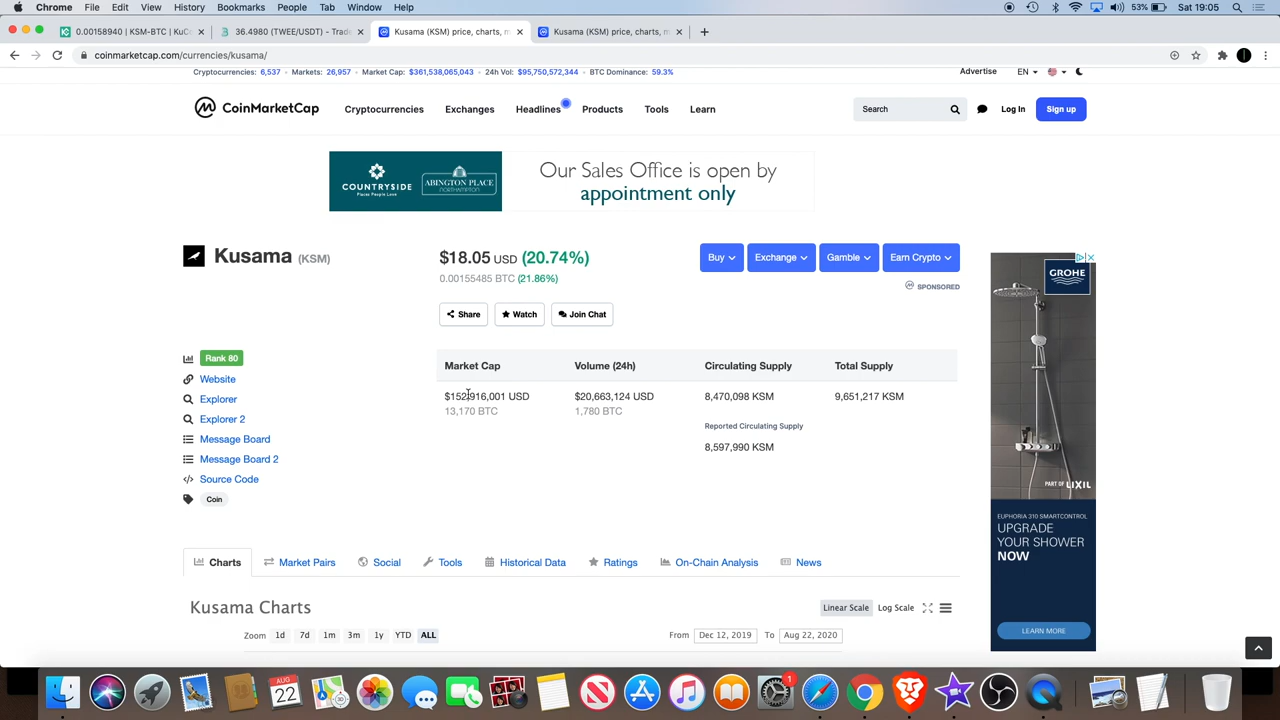 Chrome File Edit View History Bookmarks People Tab Window Help 53% Sat 19:05
0.00158940 | KSM-BTC | KuC 36.4980 (TWEE/USDT) - Trad Kusama (KSM) price, charts, m Kusama (KSM) price, charts, m
coinmarketcap.com/currencies/kusama/
Cryptocurrencies: 6,537 • Markets: 26,957 • Market Cap: $361,538,065,043 • 24h Vol: $95,750,572,344 • BTC Dominance: 59.3% Advertise EN
CoinMarketCap Cryptocurrencies Exchanges Headlines Products Tools Learn Search Log In Sign up
COUNTRYSIDE
Places People Love
ABINGTON PLACE
NORTHAMPTON
Our Sales Office is open by
appointment only
Kusama (KSM)
$18.05 USD (20.74%)
0.00155485 BTC (21.86%)
Buy Exchange Gamble Earn Crypto
SPONSORED
Share Watch Join Chat
Rank 80
Website
Explorer
Explorer 2
Message Board
Message Board 2
Source Code
Coin
Market Cap Volume (24h) Circulating Supply Total Supply
$152,916,001 USD $20,663,124 USD 8,470,098 KSM 9,651,217 KSM
13,170 BTC 1,780 BTC
Reported Circulating Supply
8,597,990 KSM
GROHE
PART OF LIXIL
EUPHORIA 310 SMARTCONTROL
UPGRADE
YOUR SHOWER
NOW
LEARN MORE
Charts Market Pairs Social Tools Historical Data Ratings On-Chain Analysis News
Kusama Charts
Linear Scale Log Scale
Zoom 1d 7d 1m 3m 1y YTD ALL From Dec 12, 2019 To Aug 22, 2020
AUG
22
1